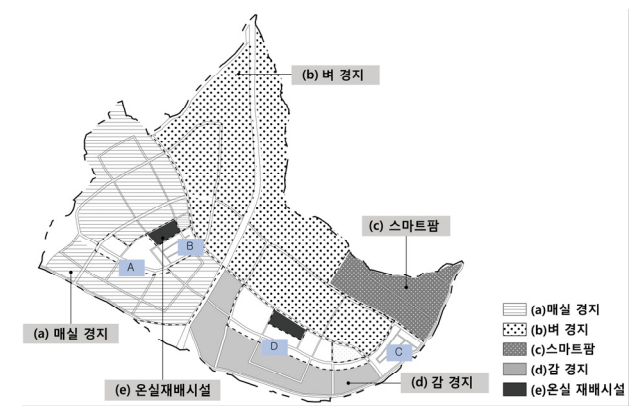 (b) 벼 경지
(c) 스마트팜
B
A
(a) 매실 경지
D
C
(e) 온실재배시설
(d) 감 경지
(a)매실 경지
(b)벼 경지
(c)스마트팜
(d)감 경지
(e)온실 재배시설